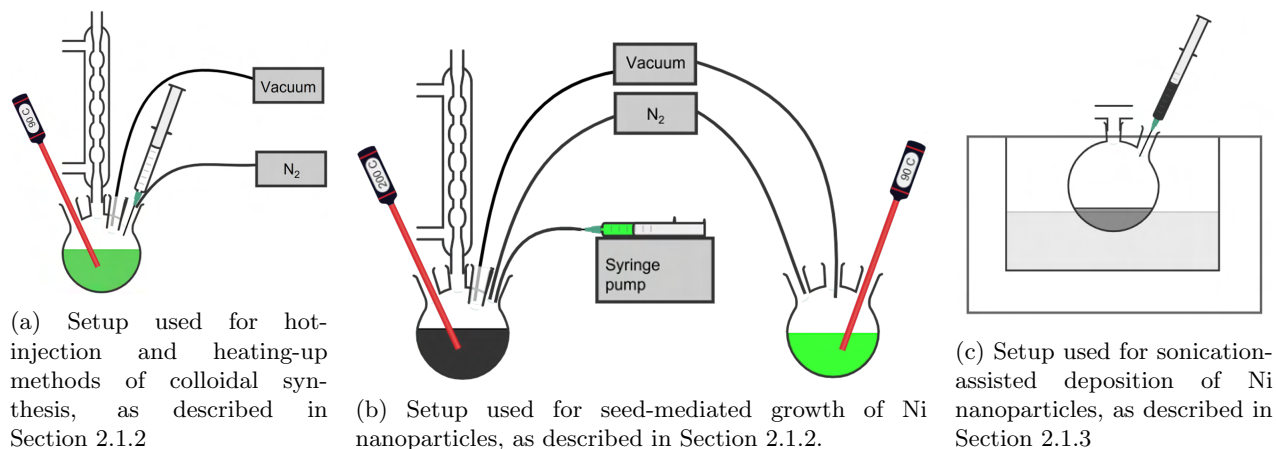 90 C
Vacuum
N2
(a) Setup used for hot-
injection and heating-up
methods of colloidal syn-
thesis, as described in
Section 2.1.2
Vacuum
N2
200 C
90 C
Syringe
pump
(b) Setup used for seed-mediated growth of Ni
nanoparticles, as described in Section 2.1.2.
(c) Setup used for sonication-
assisted deposition of Ni
nanoparticles, as described in
Section 2.1.3